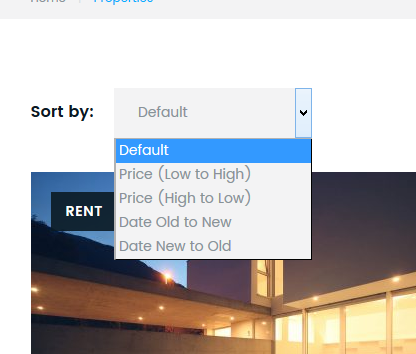 Home Properties
Sort by: Default
Default
Price (Low to High)
Price (High to Low)
Date Old to New
Date New to Old
RENT